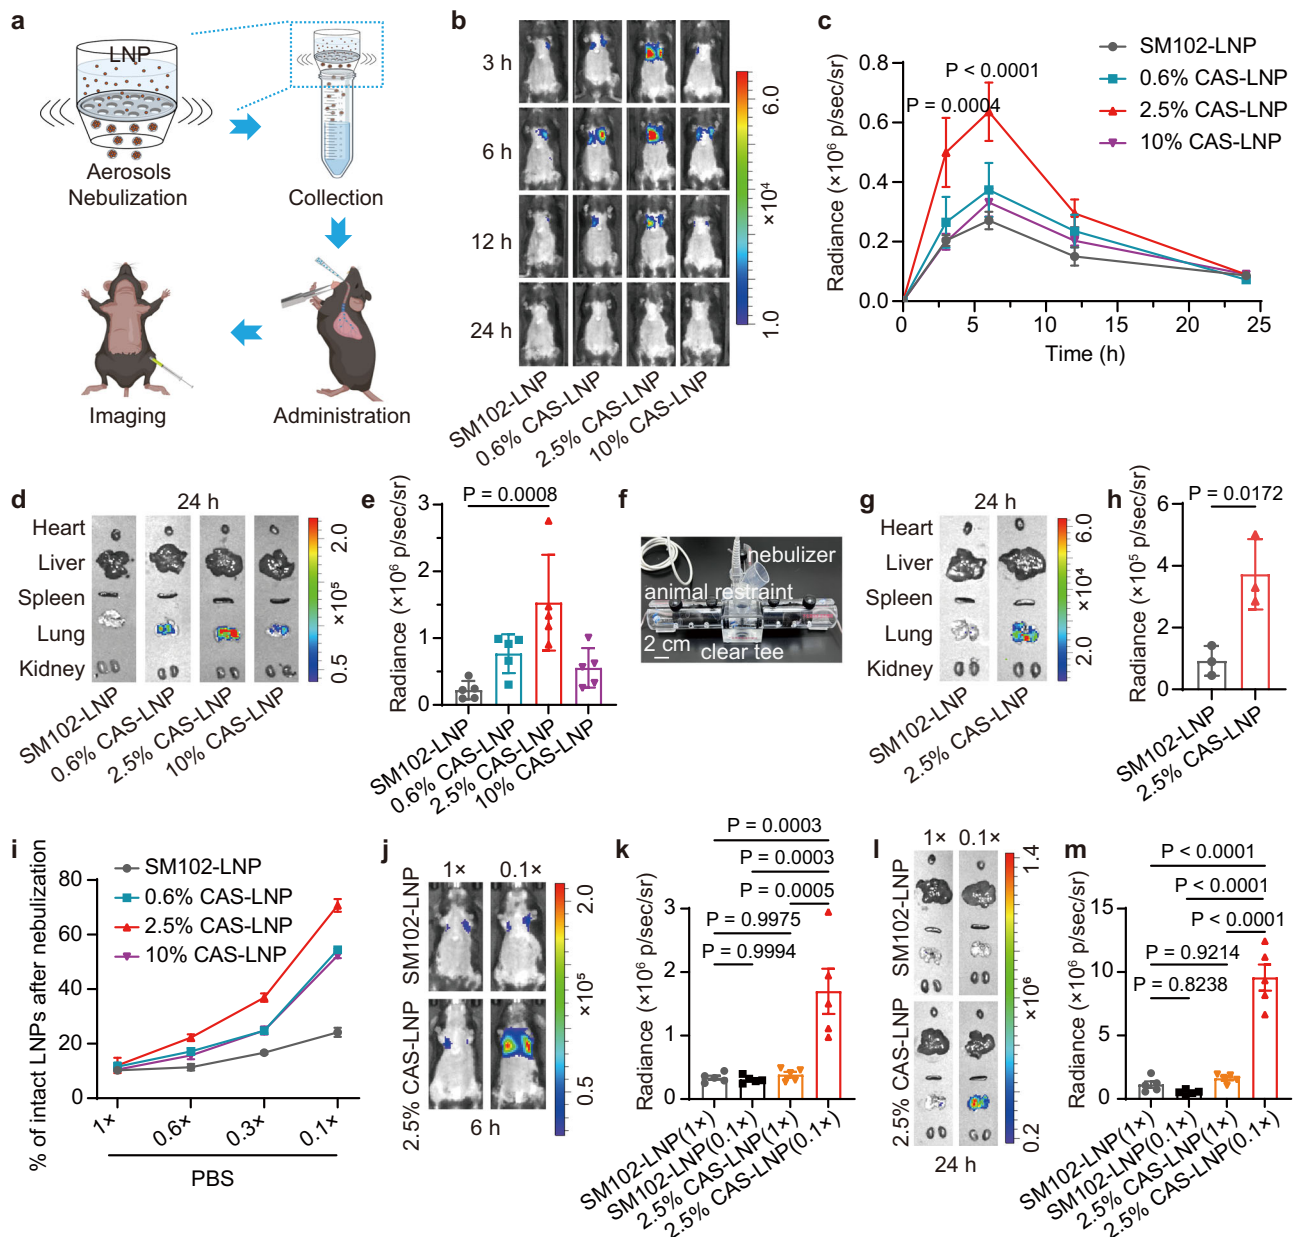 a
LNP
Aerosols
Nebulization
Collection
Imaging
Administration
b
3 h
6 h
12 h
24 h
SM102-LNP
0.6% CAS-LNP
2.5% CAS-LNP
10% CAS-LNP
6.0
×10⁴
1.0
c
SM102-LNP
0.6% CAS-LNP
2.5% CAS-LNP
10% CAS-LNP
P < 0.0001
P = 0.0004
Radiance (×10⁶ p/sec/sr)
0.8
0.6
0.4
0.2
0.0
0 5 10 15 20 25
Time (h)
d
24 h
Heart
Liver
Spleen
Lung
Kidney
SM102-LNP
0.6% CAS-LNP
2.5% CAS-LNP
10% CAS-LNP
2.0
×10⁵
0.5
e
P = 0.0008
Radiance (×10⁶ p/sec/sr)
3
2
1
0
SM102-LNP
0.6% CAS-LNP
2.5% CAS-LNP
10% CAS-LNP
f
nebulizer
animal restraint
2 cm
clear tee
g
24 h
Heart
Liver
Spleen
Lung
Kidney
SM102-LNP
2.5% CAS-LNP
6.0
×10⁴
2.0
h
P = 0.0172
Radiance (×10⁵ p/sec/sr)
6
4
2
0
SM102-LNP
2.5% CAS-LNP
i
SM102-LNP
0.6% CAS-LNP
2.5% CAS-LNP
10% CAS-LNP
% of intact LNPs after nebulization
80
60
40
20
0
1× 0.6× 0.3× 0.1×
PBS
j
1× 0.1×
SM102-LNP
2.5% CAS-LNP
6 h
2.0
×10⁵
0.5
k
P = 0.0003
P = 0.0003
P = 0.0005
P = 0.9975
P = 0.9994
Radiance (×10⁶ p/sec/sr)
3
2
1
0
SM102-LNP(1×)
SM102-LNP(0.1×)
2.5% CAS-LNP(1×)
2.5% CAS-LNP(0.1×)
l
1× 0.1×
SM102-LNP
2.5% CAS-LNP
24 h
1.4
×10⁶
0.2
m
P < 0.0001
P < 0.0001
P < 0.0001
P = 0.9214
P = 0.8238
Radiance (×10⁶ p/sec/sr)
15
10
5
0
SM102-LNP(1×)
SM102-LNP(0.1×)
2.5% CAS-LNP(1×)
2.5% CAS-LNP(0.1×)